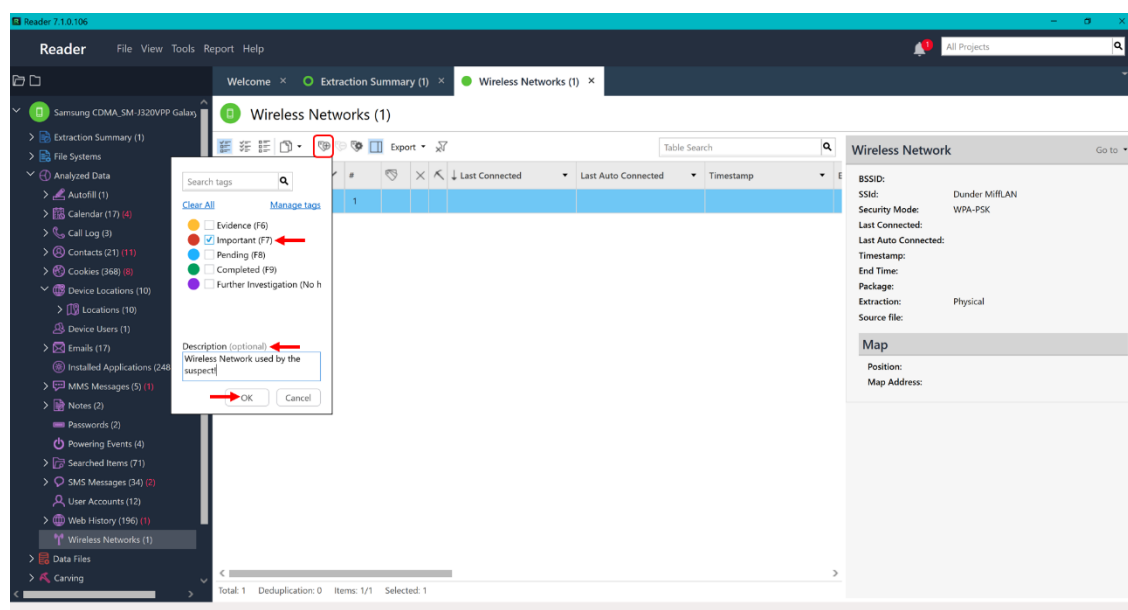 Reader 7.1.0.106
Reader File View Tools Report Help
1
All Projects
Welcome × Extraction Summary (1) × Wireless Networks (1) ×
Samsung CDMA_SM-J320VPP Galaxy
Extraction Summary (1)
File Systems
Analyzed Data
Autofill (1)
Calendar (17) (4)
Call Log (3)
Contacts (21) (11)
Cookies (368) (8)
Device Locations (10)
Locations (10)
Device Users (1)
Emails (17)
Installed Applications (248
MMS Messages (5) (1)
Notes (2)
Passwords (2)
Powering Events (4)
Searched Items (71)
SMS Messages (34) (2)
User Accounts (12)
Web History (196) (1)
Wireless Networks (1)
Data Files
Carving
Wireless Networks (1)
Export
Table Search
# Last Connected Last Auto Connected Timestamp E
1
Search tags
Clear All Manage tags
Evidence (F6)
Important (F7)
Pending (F8)
Completed (F9)
Further Investigation (No h
Description (optional)
Wireless Network used by the
suspect!
OK Cancel
Wireless Network Go to
BSSID:
SSId: Dunder MiffLAN
Security Mode: WPA-PSK
Last Connected:
Last Auto Connected:
Timestamp:
End Time:
Package:
Extraction: Physical
Source file:
Map
Position:
Map Address:
Total: 1 Deduplication: 0 Items: 1/1 Selected: 1